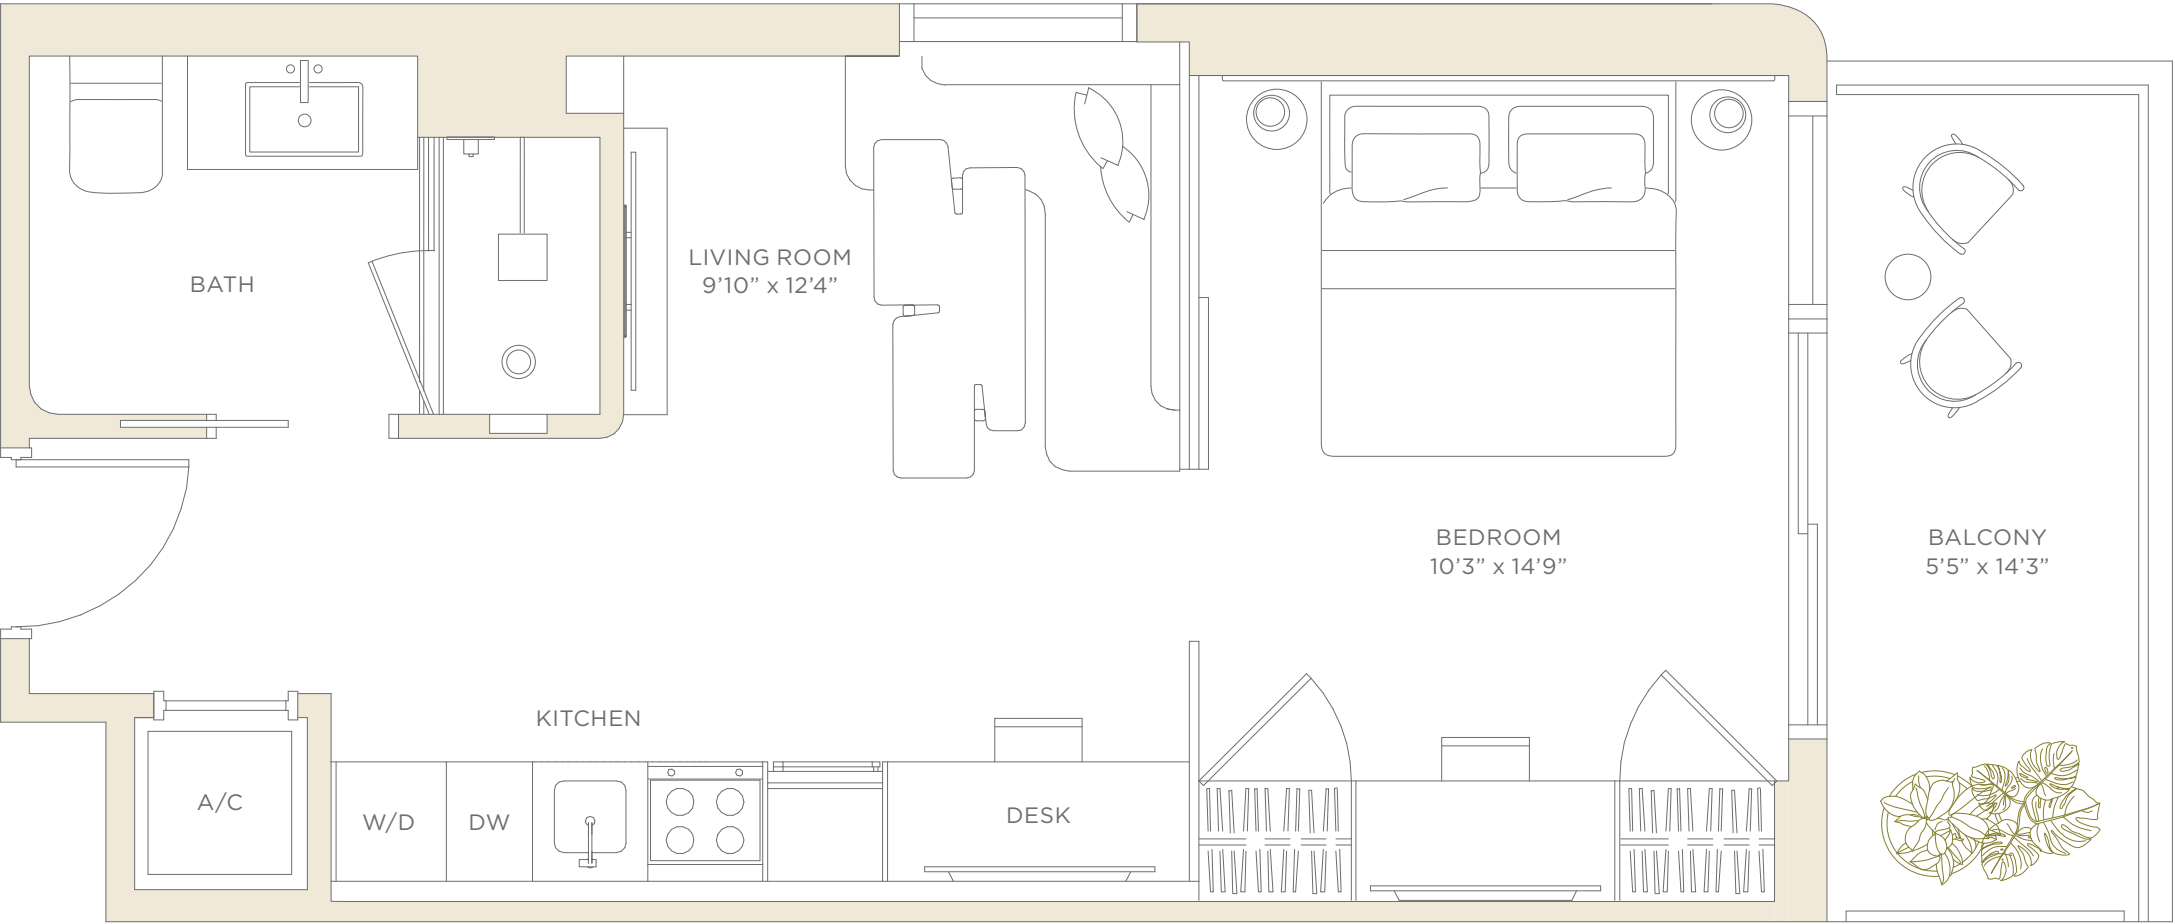 BATH
LIVING ROOM
9’10” x 12’4”
BEDROOM
10’3” x 14’9”
BALCONY
5’5” x 14’3”
KITCHEN
A/C
W/D
DW
DESK